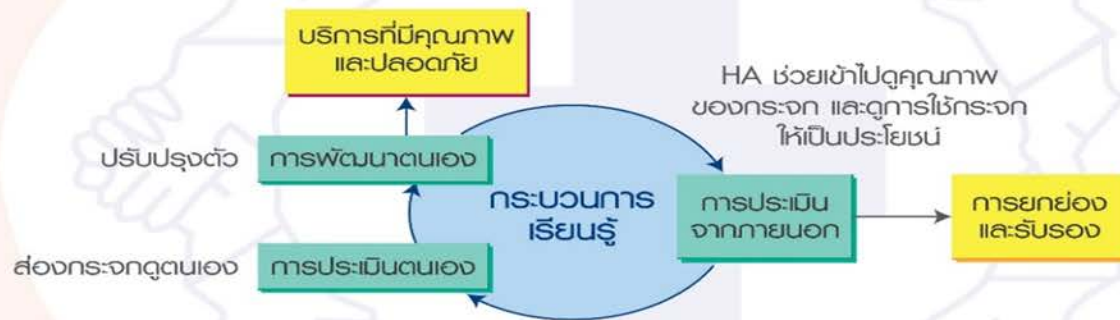 บริการที่มีคุณภาพ
และปลอดภัย
HA ช่วยเข้าไปดูคุณภาพ
ของกระจก และดูการใช้กระจก
ให้เป็นประโยชน์
ปรับปรุงตัว
การพัฒนาตนเอง
กระบวนการ
เรียนรู้
การประเมิน
จากภายนอก
การยกย่อง
และรับรอง
ส่องกระจกดูตนเอง
การประเมินตนเอง